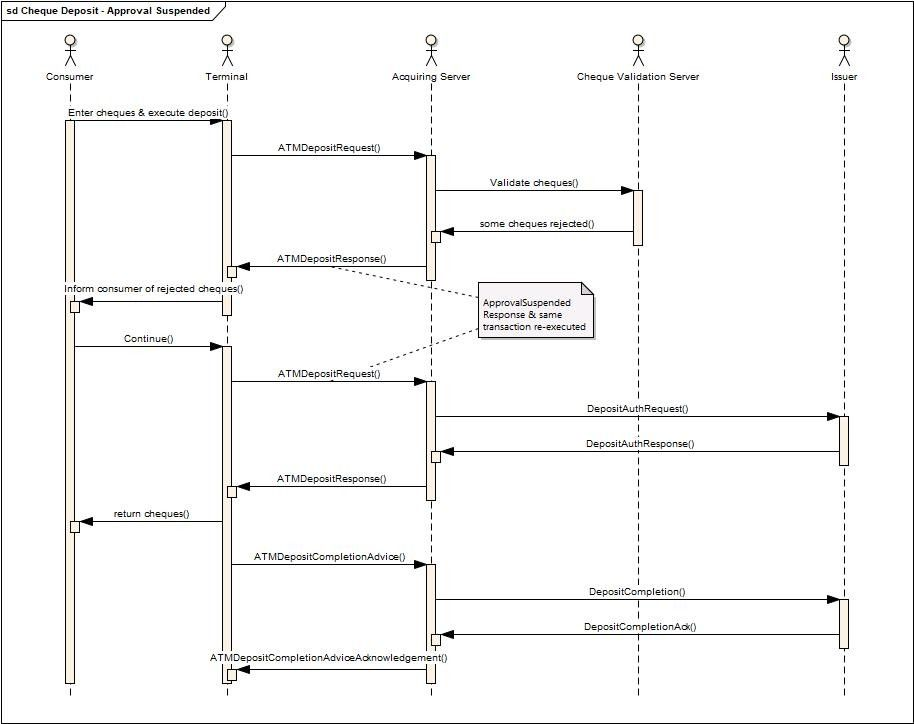 sd Cheque Deposit - Approval Suspended
Consumer
Terminal
Acquiring Server
Cheque Validation Server
Issuer
Enter cheques & execute deposit()
ATMDepositRequest()
Validate cheques()
some cheques rejected()
ATMDepositResponse()
Inform consumer of rejected cheques()
ApprovalSuspended
Response & same
transaction re-executed
Continue()
ATMDepositRequest()
DepositAuthRequest()
DepositAuthResponse()
ATMDepositResponse()
return cheques()
ATMDepositCompletionAdvice()
DepositCompletion()
DepositCompletionAck()
ATMDepositCompletionAdviceAcknowledgement()